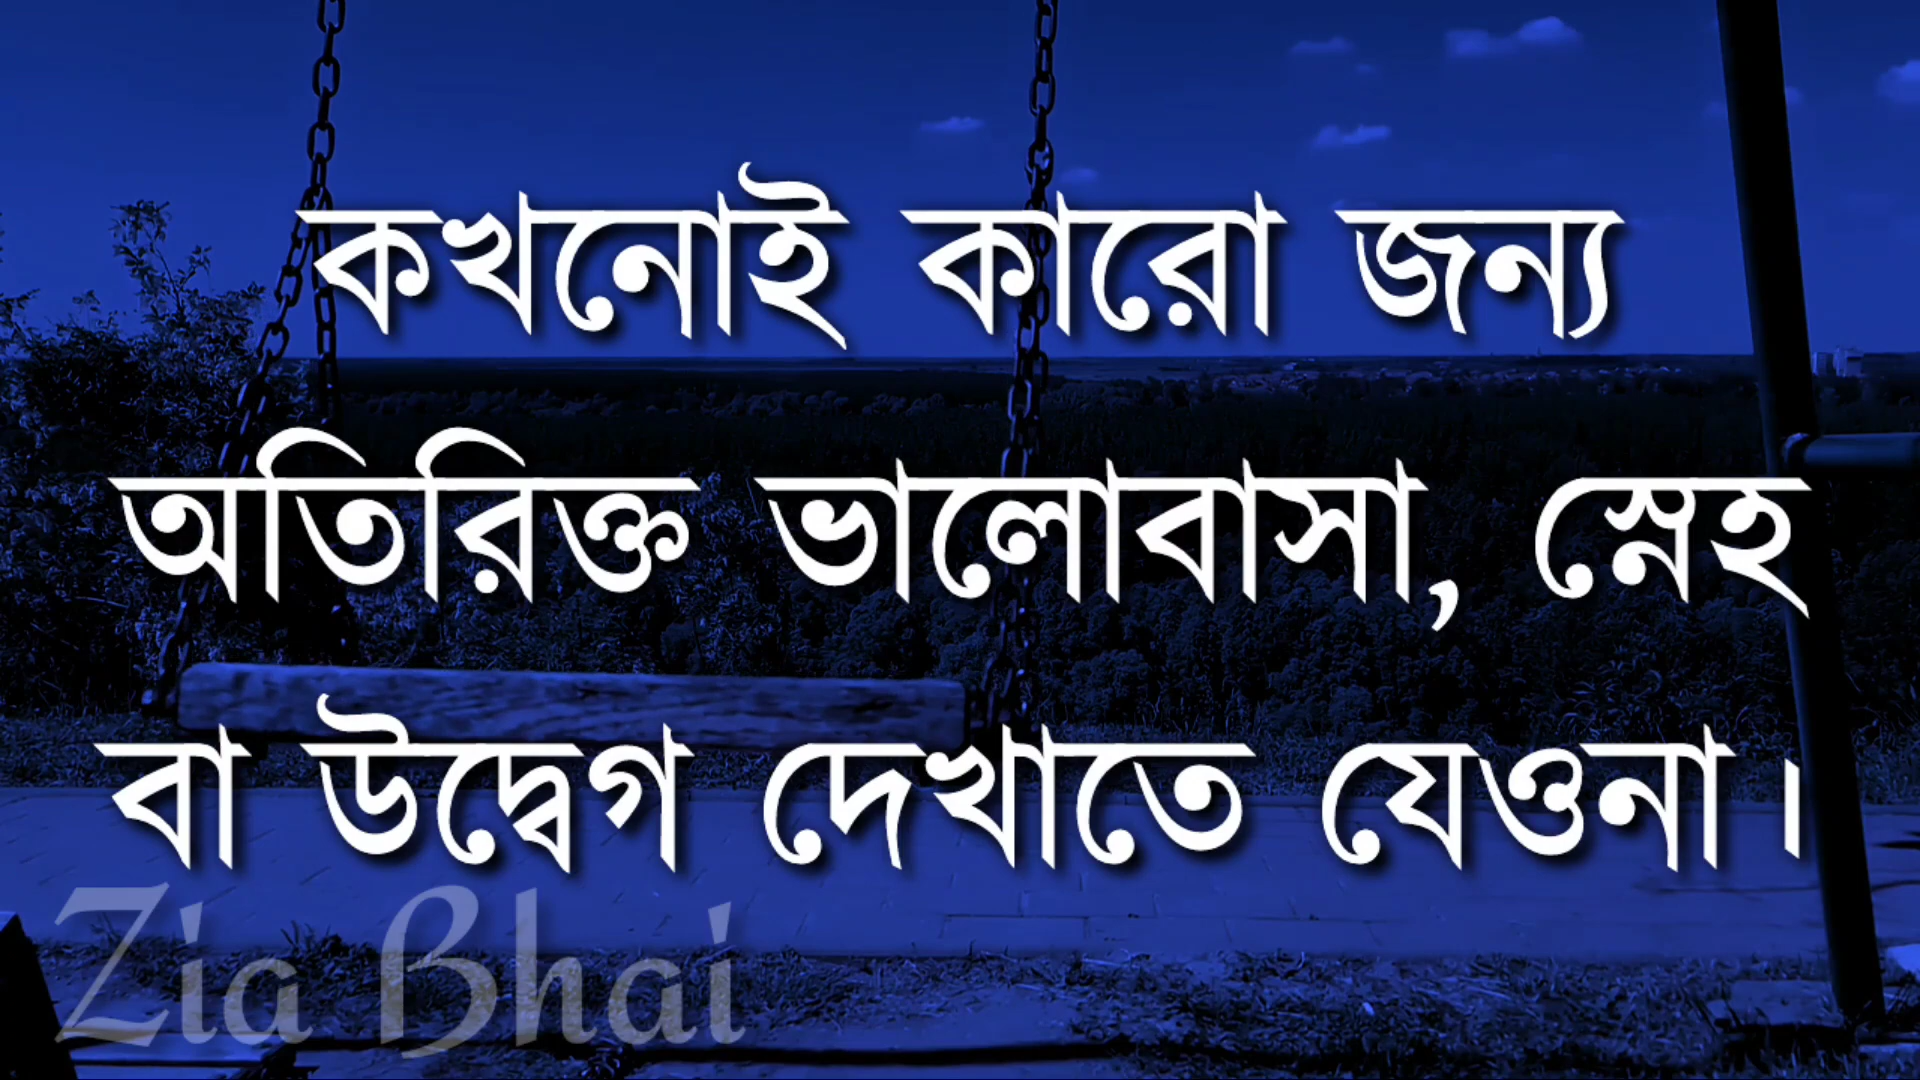 কখনোই কারো জন্য
অতিরিক্ত ভালোবাসা, স্নেহ
বা উদ্বেগ দেখাতে যেওনা।
Zia Bhai